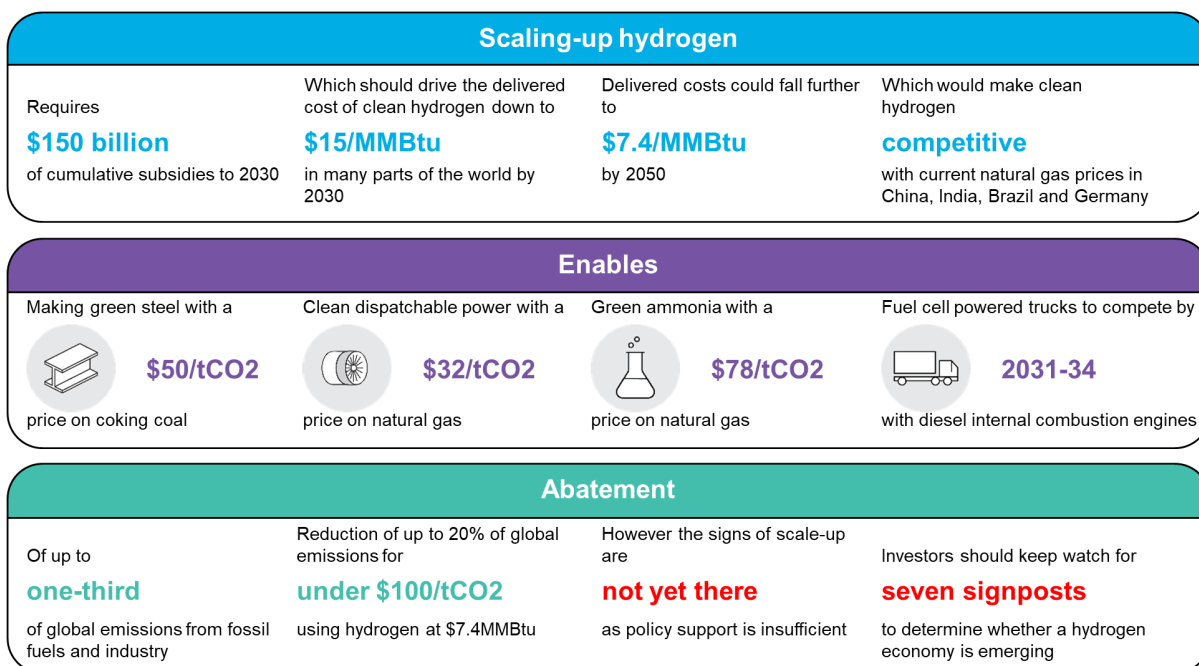 Scaling-up hydrogen
Requires
$150 billion
of cumulative subsidies to 2030
Which should drive the delivered
cost of clean hydrogen down to
$15/MMBtu
in many parts of the world by
2030
Delivered costs could fall further
to
$7.4/MMBtu
by 2050
Which would make clean
hydrogen
competitive
with current natural gas prices in
China, India, Brazil and Germany
Enables
Making green steel with a
$50/tCO2
price on coking coal
Clean dispatchable power with a
$32/tCO2
price on natural gas
Green ammonia with a
$78/tCO2
price on natural gas
Fuel cell powered trucks to compete by
2031-34
with diesel internal combustion engines
Abatement
Of up to
one-third
of global emissions from fossil
fuels and industry
Reduction of up to 20% of global
emissions for
under $100/tCO2
using hydrogen at $7.4MMBtu
However the signs of scale-up
are
not yet there
as policy support is insufficient
Investors should keep watch for
seven signposts
to determine whether a hydrogen
economy is emerging